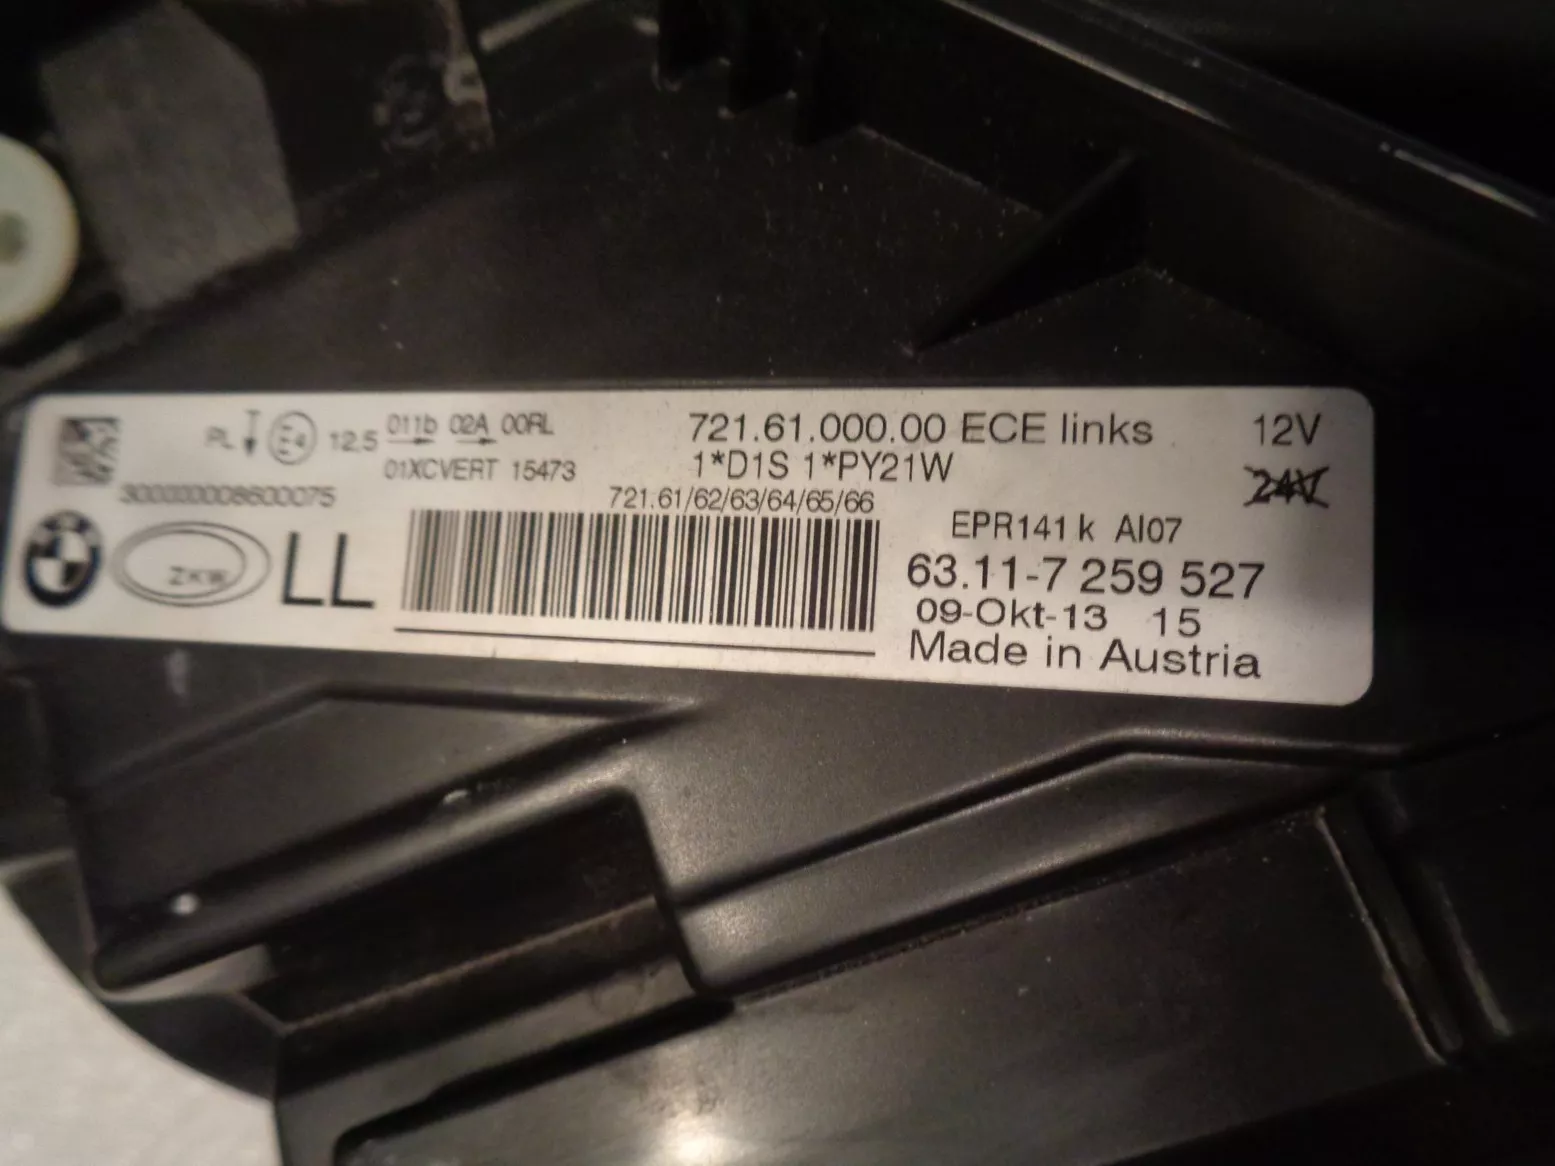 PL E4 12,5 011b 02A 00RL
01XCVERT 15473
300000008600075
721.61.000.00 ECE links 12V
1*D1S 1*PY21W 24V
721.61/62/63/64/65/66
EPR141 k AI07
BMW ZKW LL
63.11-7 259 527
09-Okt-13 15
Made in Austria